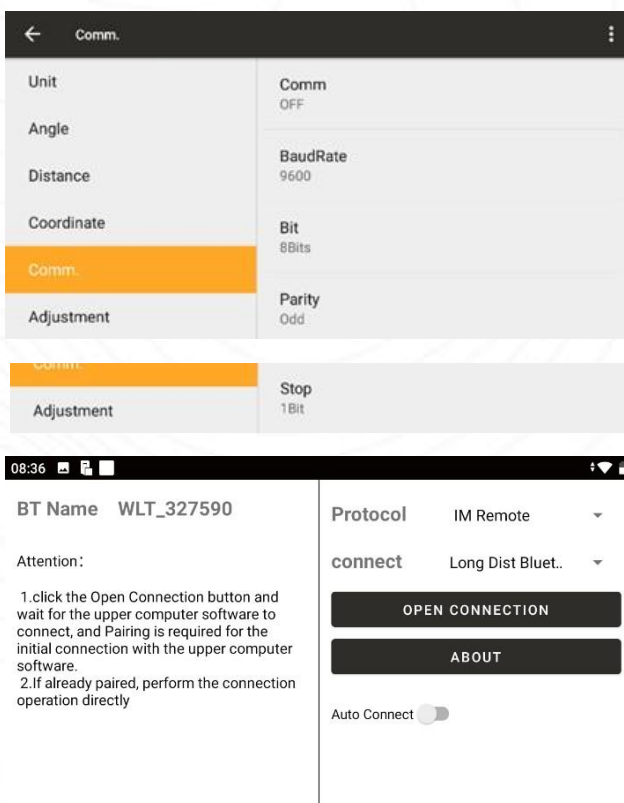 Comm.
Unit
Angle
Distance
Coordinate
Comm.
Adjustment
Comm
OFF
BaudRate
9600
Bit
8Bits
Parity
Odd
Comm.
Adjustment
Stop
1Bit
08:36
BT Name WLT_327590
Attention:
1.click the Open Connection button and
wait for the upper computer software to
connect, and Pairing is required for the
initial connection with the upper computer
software.
2.If already paired, perform the connection
operation directly
Protocol IM Remote
connect Long Dist Bluet..
OPEN CONNECTION
ABOUT
Auto Connect